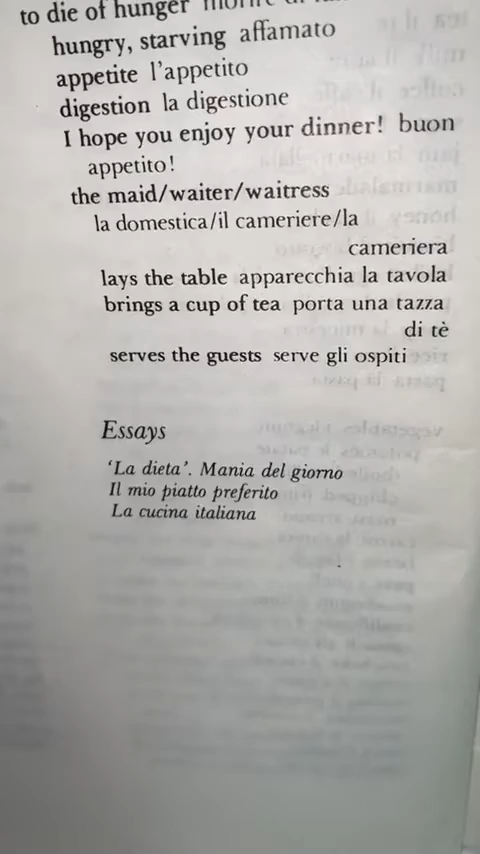 to die of hunger
hungry, starving affamato
appetite l'appetito
digestion la digestione
I hope you enjoy your dinner! buon
appetito!
the maid/waiter/waitress
la domestica/il cameriere/la
cameriera
lays the table apparecchia la tavola
brings a cup of tea porta una tazza
di tè
serves the guests serve gli ospiti
Essays
'La dieta'. Mania del giorno
Il mio piatto preferito
La cucina italiana